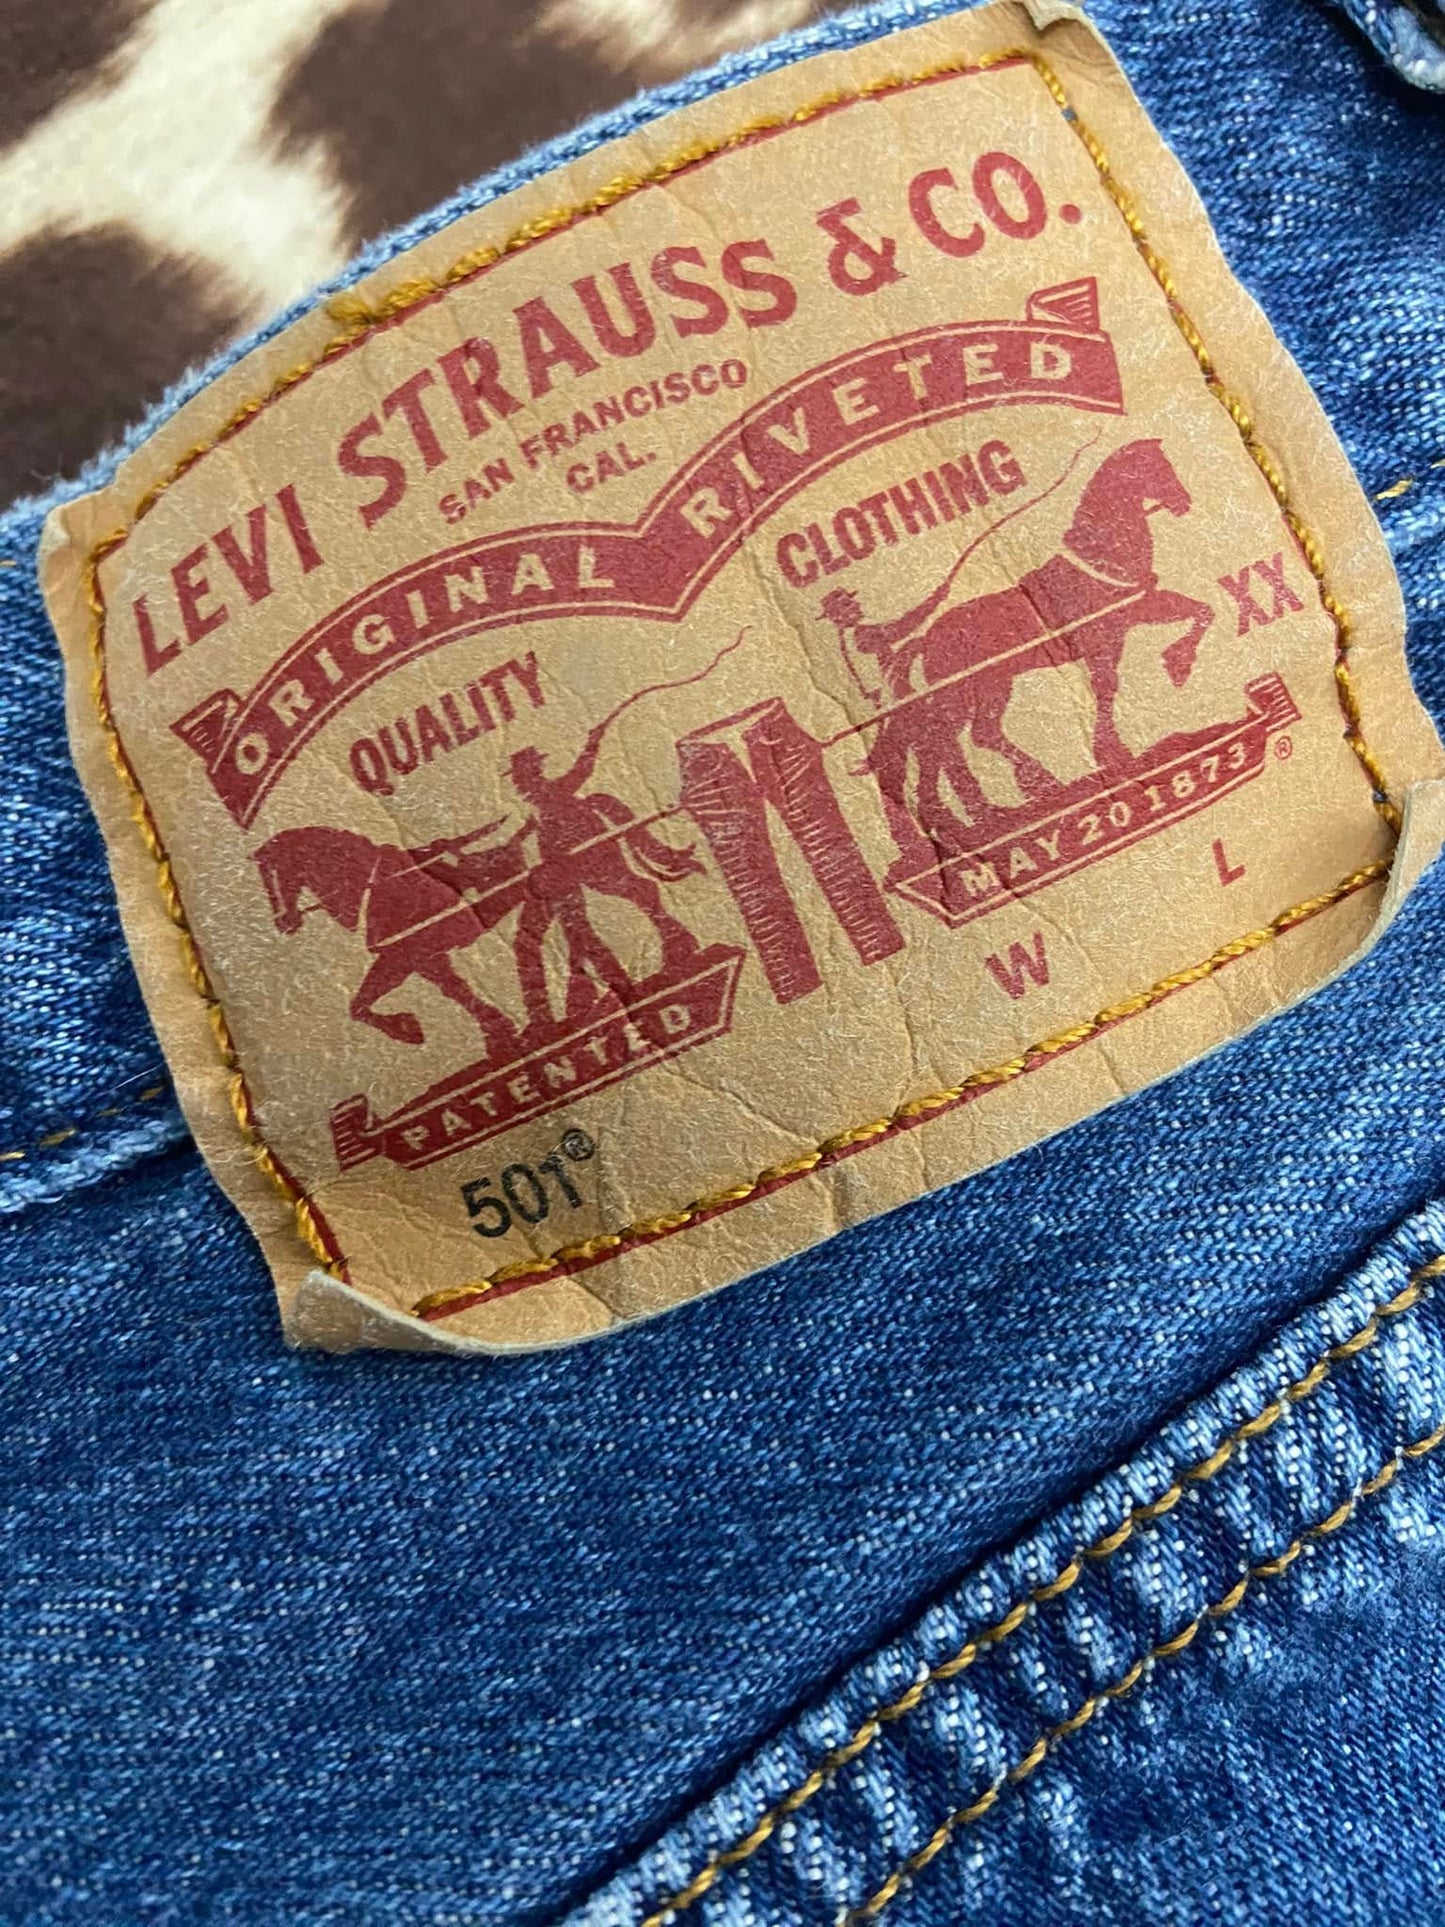 LEVI STRAUSS & CO.
SAN FRANCISCO
CAL.
ORIGINAL RIVETED
QUALITY CLOTHING
XX
PATENTED MAY 20 1873 ®
W L
501®